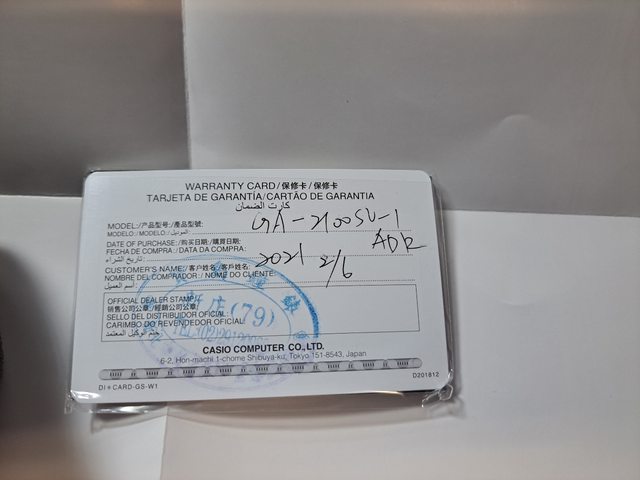 WARRANTY CARD/保修卡/保修卡
TARJETA DE GARANTÍA/CARTÃO DE GARANTIA
كارت الضمان
MODEL:/产品型号:/產品型號: GA-2100SU-1
MODELO:/MODELO:/الموديل:
ADR
DATE OF PURCHASE:/购买日期:/購買日期: 2021 2/6
FECHA DE COMPRA:/DATA DA COMPRA:
تاريخ الشراء:
CUSTOMER'S NAME:/客户姓名:/客戶姓名:
NOMBRE DEL COMPRADOR:/NOME DO CLIENTE:
أسم العميل:
OFFICIAL DEALER STAMP:
销售公司公章:/經銷公司公章:
SELLO DEL DISTRIBUIDOR OFICIAL:
CARIMBO DO REVENDEDOR OFICIAL:
ختم الوكيل المعتمد:
新店(79)
CASIO COMPUTER CO.,LTD.
6-2, Hon-machi 1-chome Shibuya-ku, Tokyo 151-8543, Japan
DI+CARD-GS-W1
D201812